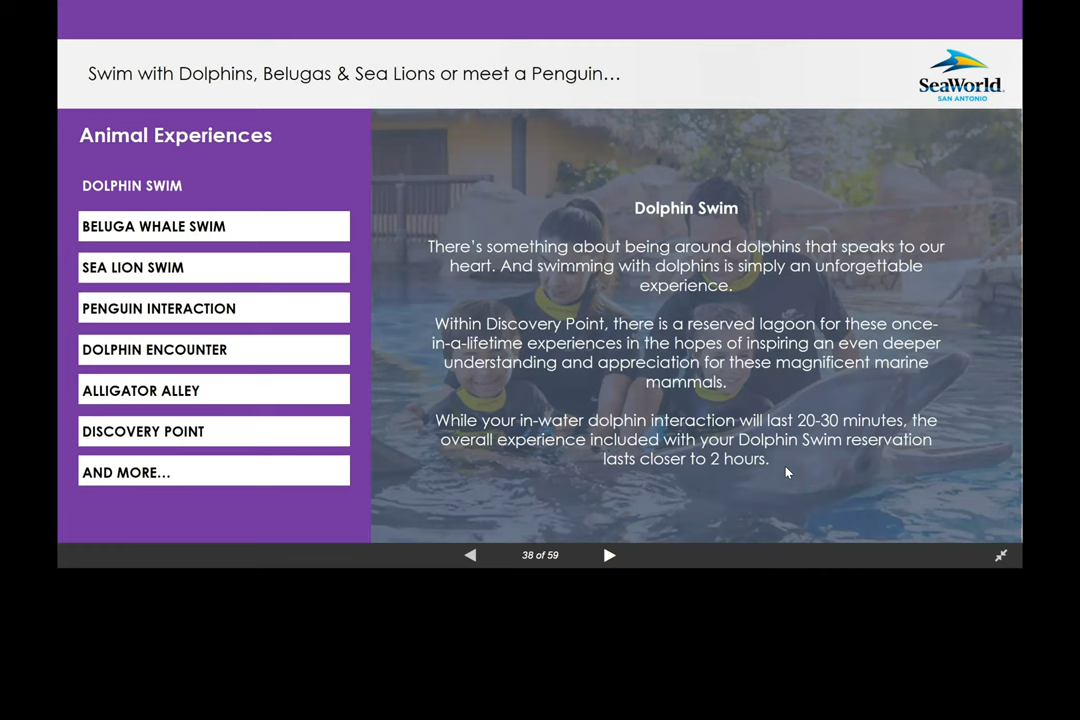 Swim with Dolphins, Belugas & Sea Lions or meet a Penguin…
SeaWorld
SAN ANTONIO
Animal Experiences
DOLPHIN SWIM
BELUGA WHALE SWIM
SEA LION SWIM
PENGUIN INTERACTION
DOLPHIN ENCOUNTER
ALLIGATOR ALLEY
DISCOVERY POINT
AND MORE…
Dolphin Swim
There’s something about being around dolphins that speaks to our
heart. And swimming with dolphins is simply an unforgettable
experience.
Within Discovery Point, there is a reserved lagoon for these once-
in-a-lifetime experiences in the hopes of inspiring an even deeper
understanding and appreciation for these magnificent marine
mammals.
While your in-water dolphin interaction will last 20-30 minutes, the
overall experience included with your Dolphin Swim reservation
lasts closer to 2 hours.
38 of 59